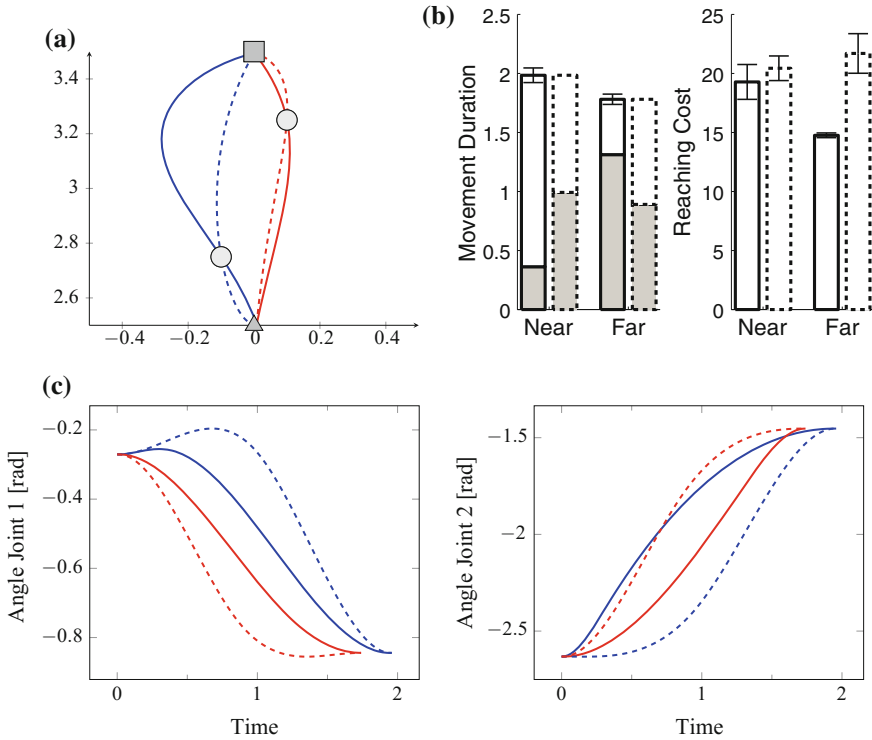 (a)
3.4
3.2
3
2.8
2.6
−0.4
−0.2
0
0.2
0.4
(b)
Movement Duration
2.5
2
1.5
1
0.5
0
Near
Far
Reaching Cost
25
20
15
10
5
0
Near
Far
(c)
Angle Joint 1 [rad]
−0.2
−0.4
−0.6
−0.8
0
1
2
Time
Angle Joint 2 [rad]
−1.5
−2
−2.5
0
1
2
Time